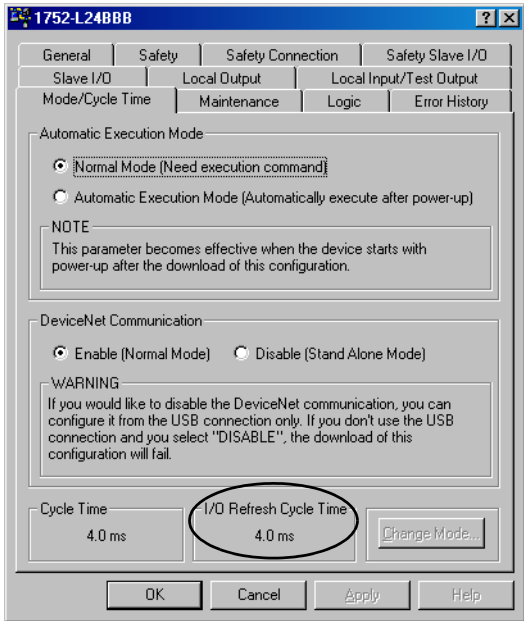 1752-L24BBB
General Safety Safety Connection Safety Slave I/O
Slave I/O Local Output Local Input/Test Output
Mode/Cycle Time Maintenance Logic Error History
Automatic Execution Mode
Normal Mode (Need execution command)
Automatic Execution Mode (Automatically execute after power-up)
NOTE
This parameter becomes effective when the device starts with
power-up after the download of this configuration.
DeviceNet Communication
Enable (Normal Mode) Disable (Stand Alone Mode)
WARNING
If you would like to disable the DeviceNet communication, you can
configure it from the USB connection only. If you don't use the USB
connection and you select "DISABLE", the download of this
configuration will fail.
Cycle Time I/O Refresh Cycle Time
4.0 ms 4.0 ms Change Mode...
OK Cancel Apply Help